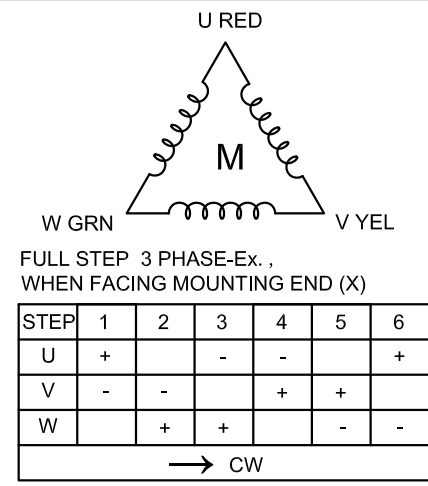 U RED
M
W GRN
V YEL
FULL STEP 3 PHASE-Ex. ,
WHEN FACING MOUNTING END (X)
STEP 1 2 3 4 5 6
U + - - +
V - - + +
W + + - -
→ CW